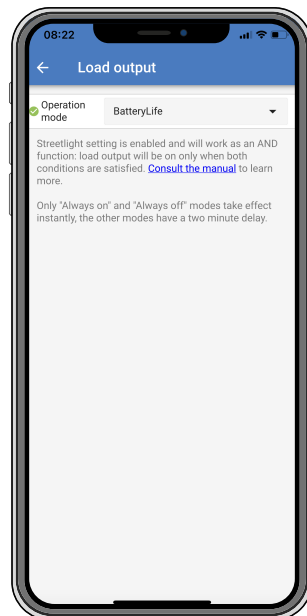 08:22
Load output
Operation
mode
BatteryLife
Streetlight setting is enabled and will work as an AND
function: load output will be on only when both
conditions are satisfied. Consult the manual to learn
more.
Only "Always on" and "Always off" modes take effect
instantly, the other modes have a two minute delay.